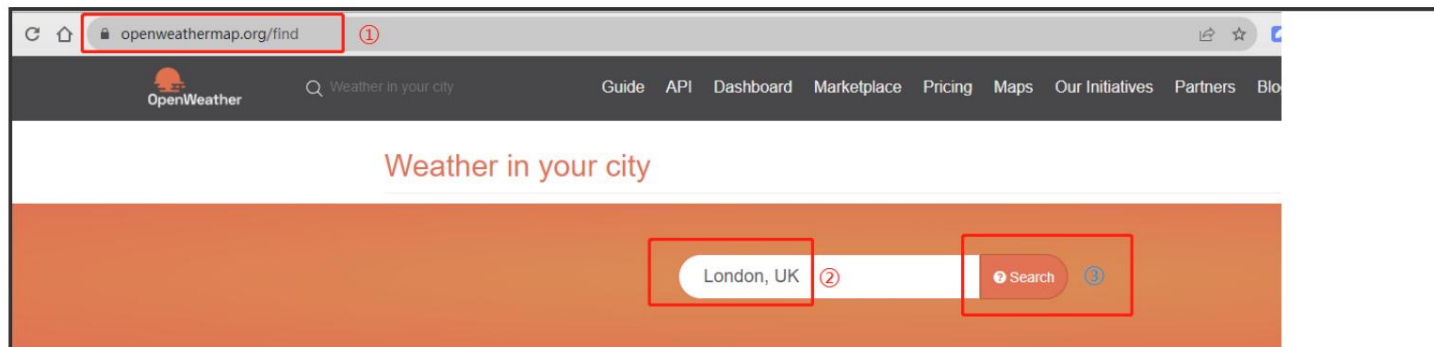 openweathermap.org/find ①
OpenWeather Weather in your city Guide API Dashboard Marketplace Pricing Maps Our Initiatives Partners Blo
Weather in your city
London, UK ② Search ③